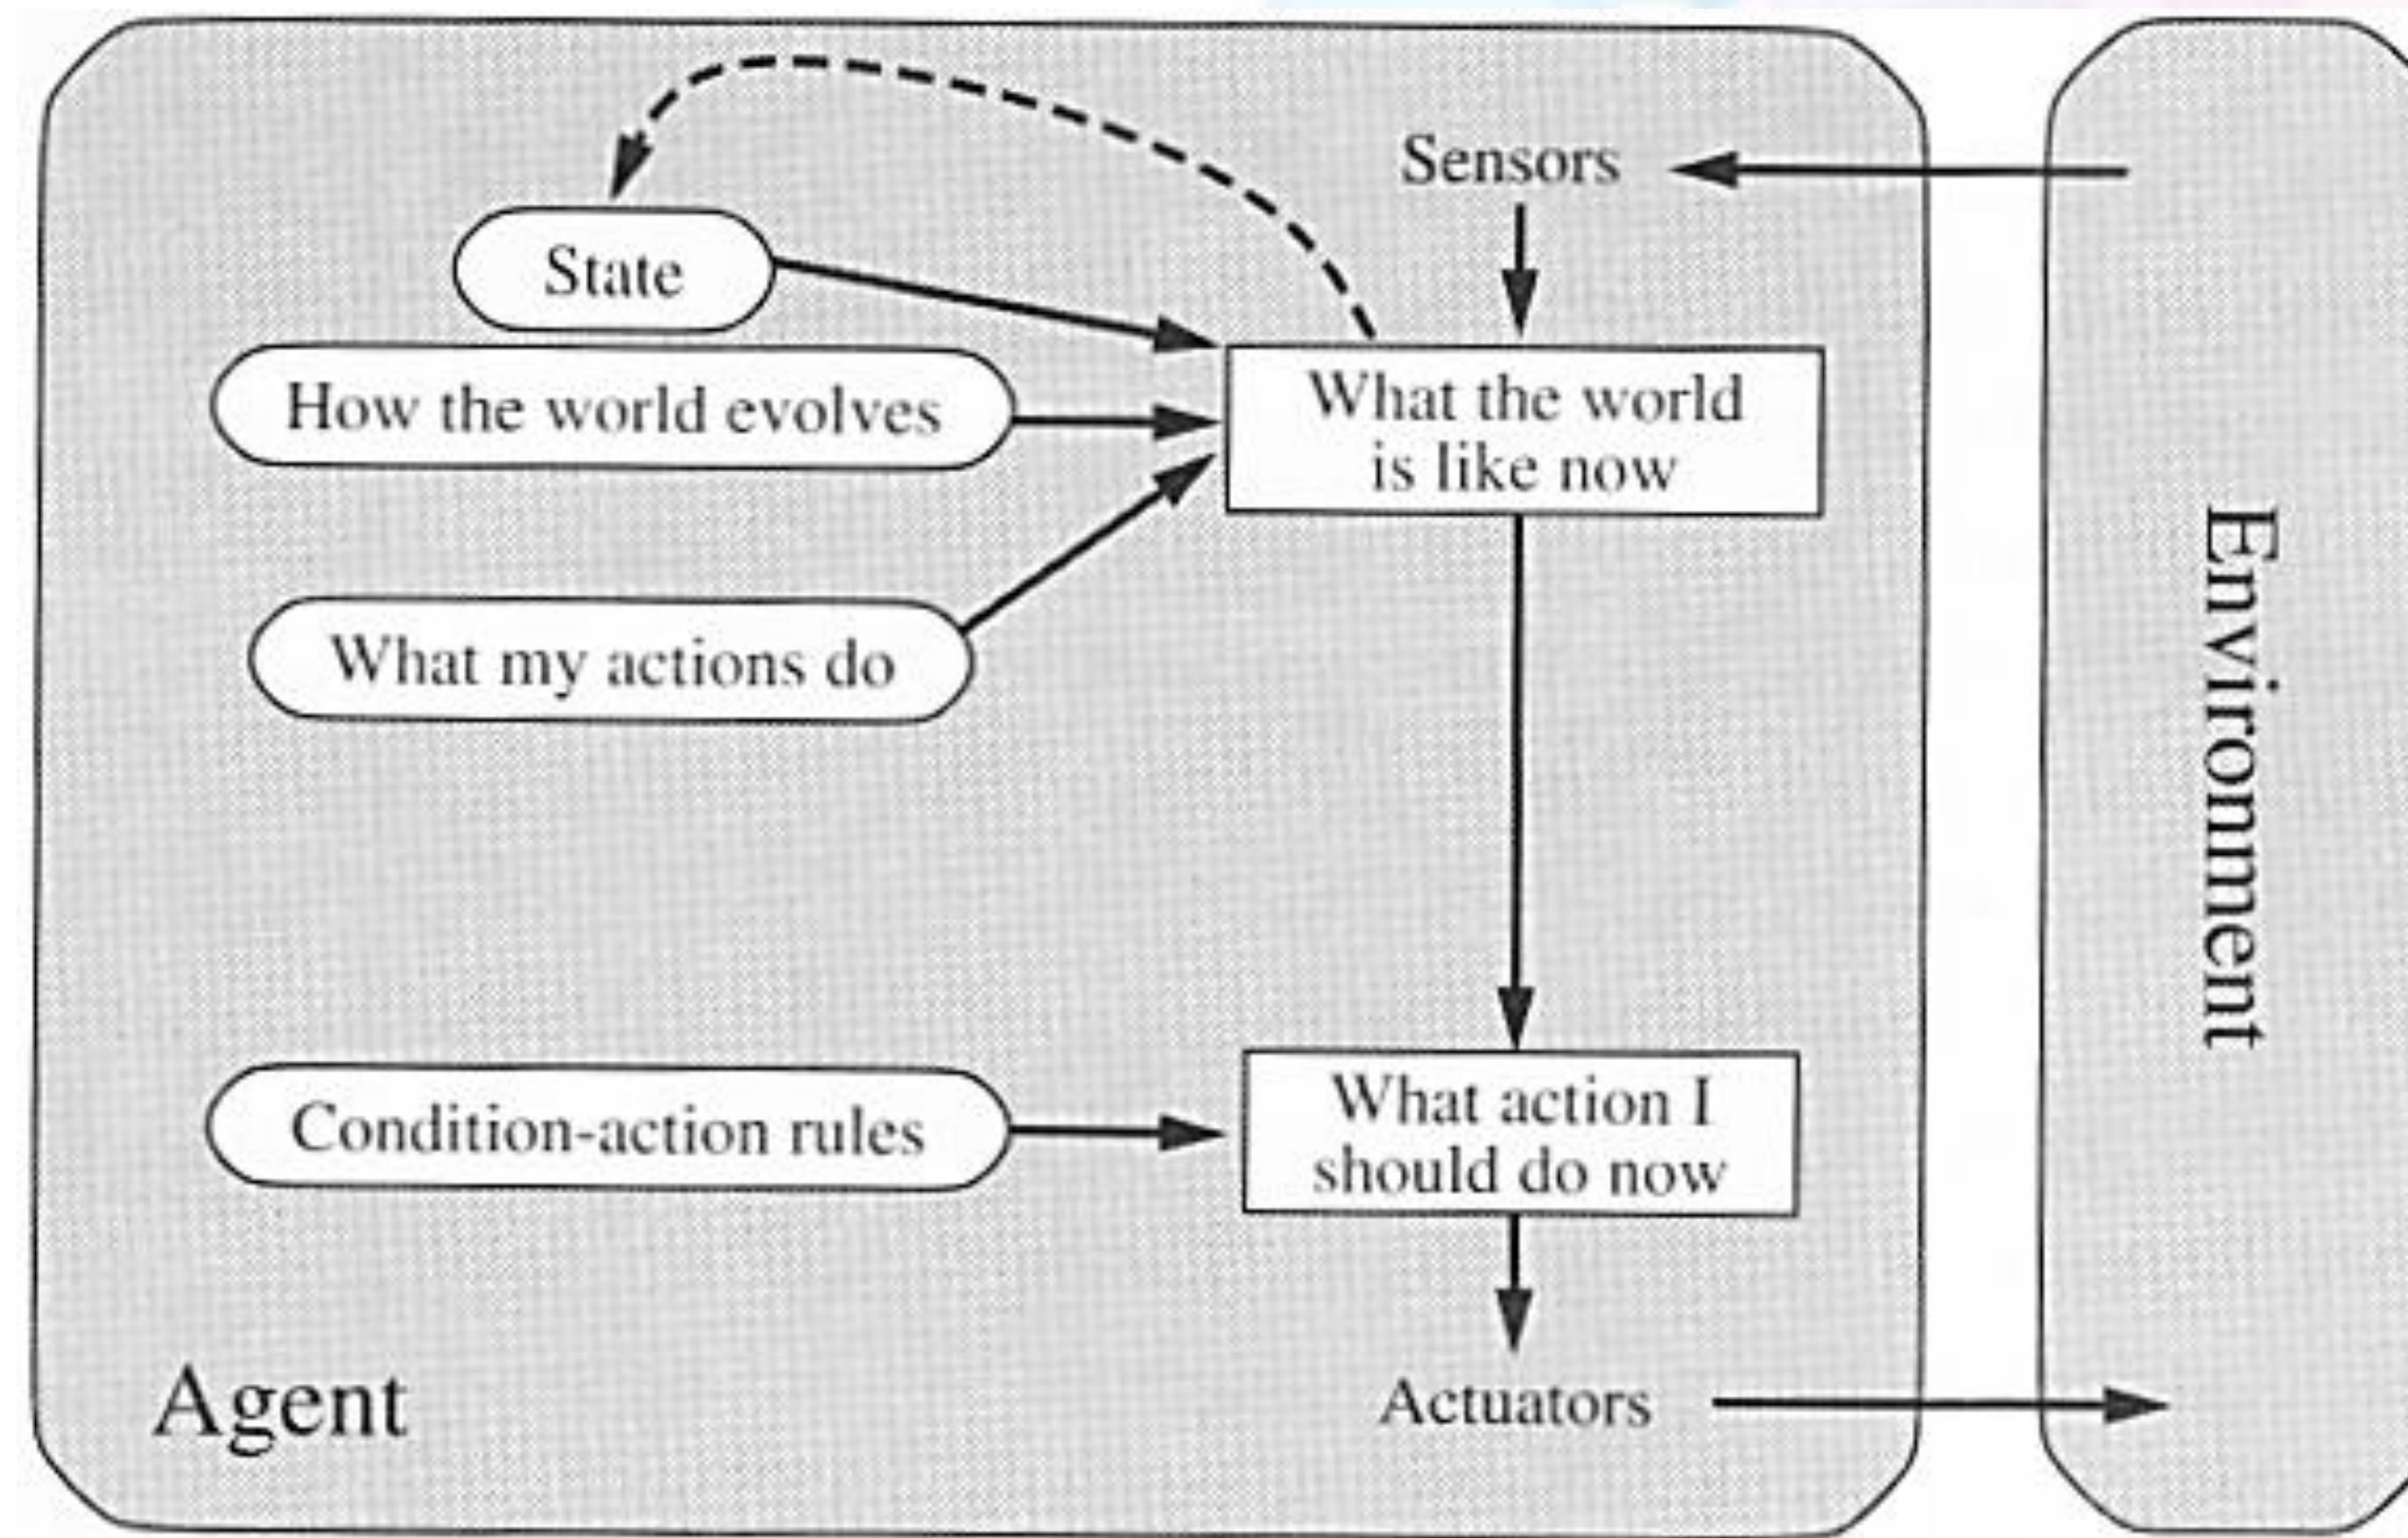 Sensors
State
How the world evolves
What the world
is like now
What my actions do
Environment
Condition-action rules
What action I
should do now
Agent
Actuators